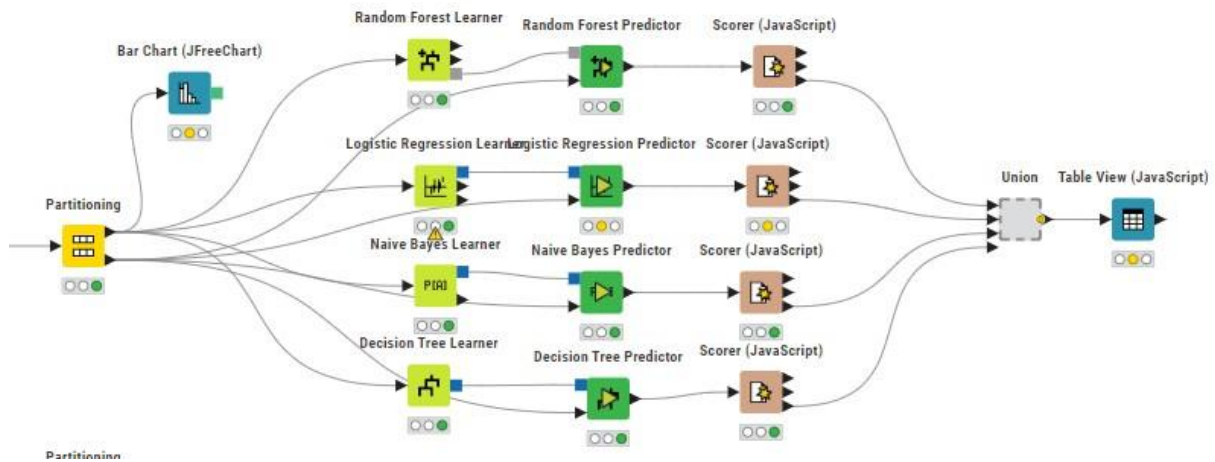 Random Forest Learner
Random Forest Predictor
Scorer (JavaScript)
Bar Chart (JFreeChart)
Logistic Regression Learner
Logistic Regression Predictor
Scorer (JavaScript)
Union
Table View (JavaScript)
Partitioning
Naive Bayes Learner
Naive Bayes Predictor
Scorer (JavaScript)
P(A)
Decision Tree Learner
Decision Tree Predictor
Scorer (JavaScript)
Partitioning